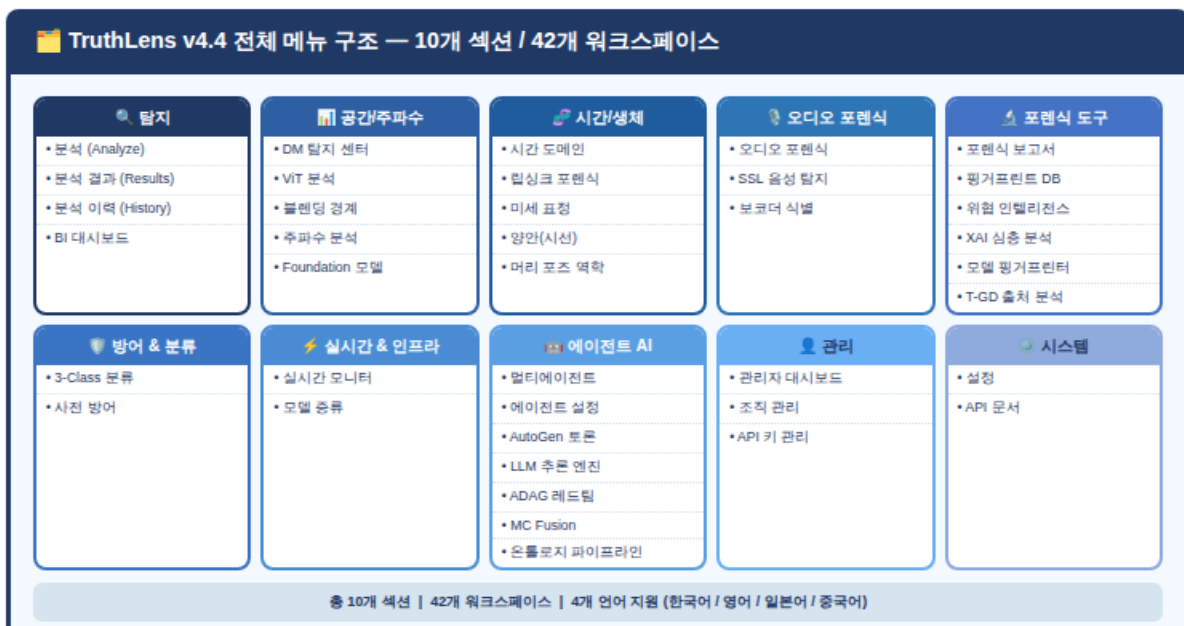 TruthLens v4.4 전체 메뉴 구조 — 10개 섹션 / 42개 워크스페이스
탐지
• 분석 (Analyze)
• 분석 결과 (Results)
• 분석 이력 (History)
• BI 대시보드
공간/주파수
• DM 탐지 센터
• ViT 분석
• 블렌딩 경계
• 주파수 분석
• Foundation 모델
시간/생체
• 시간 도메인
• 립싱크 포렌식
• 미세 표정
• 양안(시선)
• 머리 포즈 역학
오디오 포렌식
• 오디오 포렌식
• SSL 음성 탐지
• 보코더 식별
포렌식 도구
• 포렌식 보고서
• 핑거프린트 DB
• 위협 인텔리전스
• XAI 심층 분석
• 모델 핑거프린터
• T-GD 출처 분석
방어 & 분류
• 3-Class 분류
• 사전 방어
실시간 & 인프라
• 실시간 모니터
• 모델 증류
에이전트 AI
• 멀티에이전트
• 에이전트 설정
• AutoGen 토론
• LLM 추론 엔진
• ADAG 레드팀
• MC Fusion
• 온톨로지 파이프라인
관리
• 관리자 대시보드
• 조직 관리
• API 키 관리
시스템
• 설정
• API 문서
총 10개 섹션 | 42개 워크스페이스 | 4개 언어 지원 (한국어 / 영어 / 일본어 / 중국어)